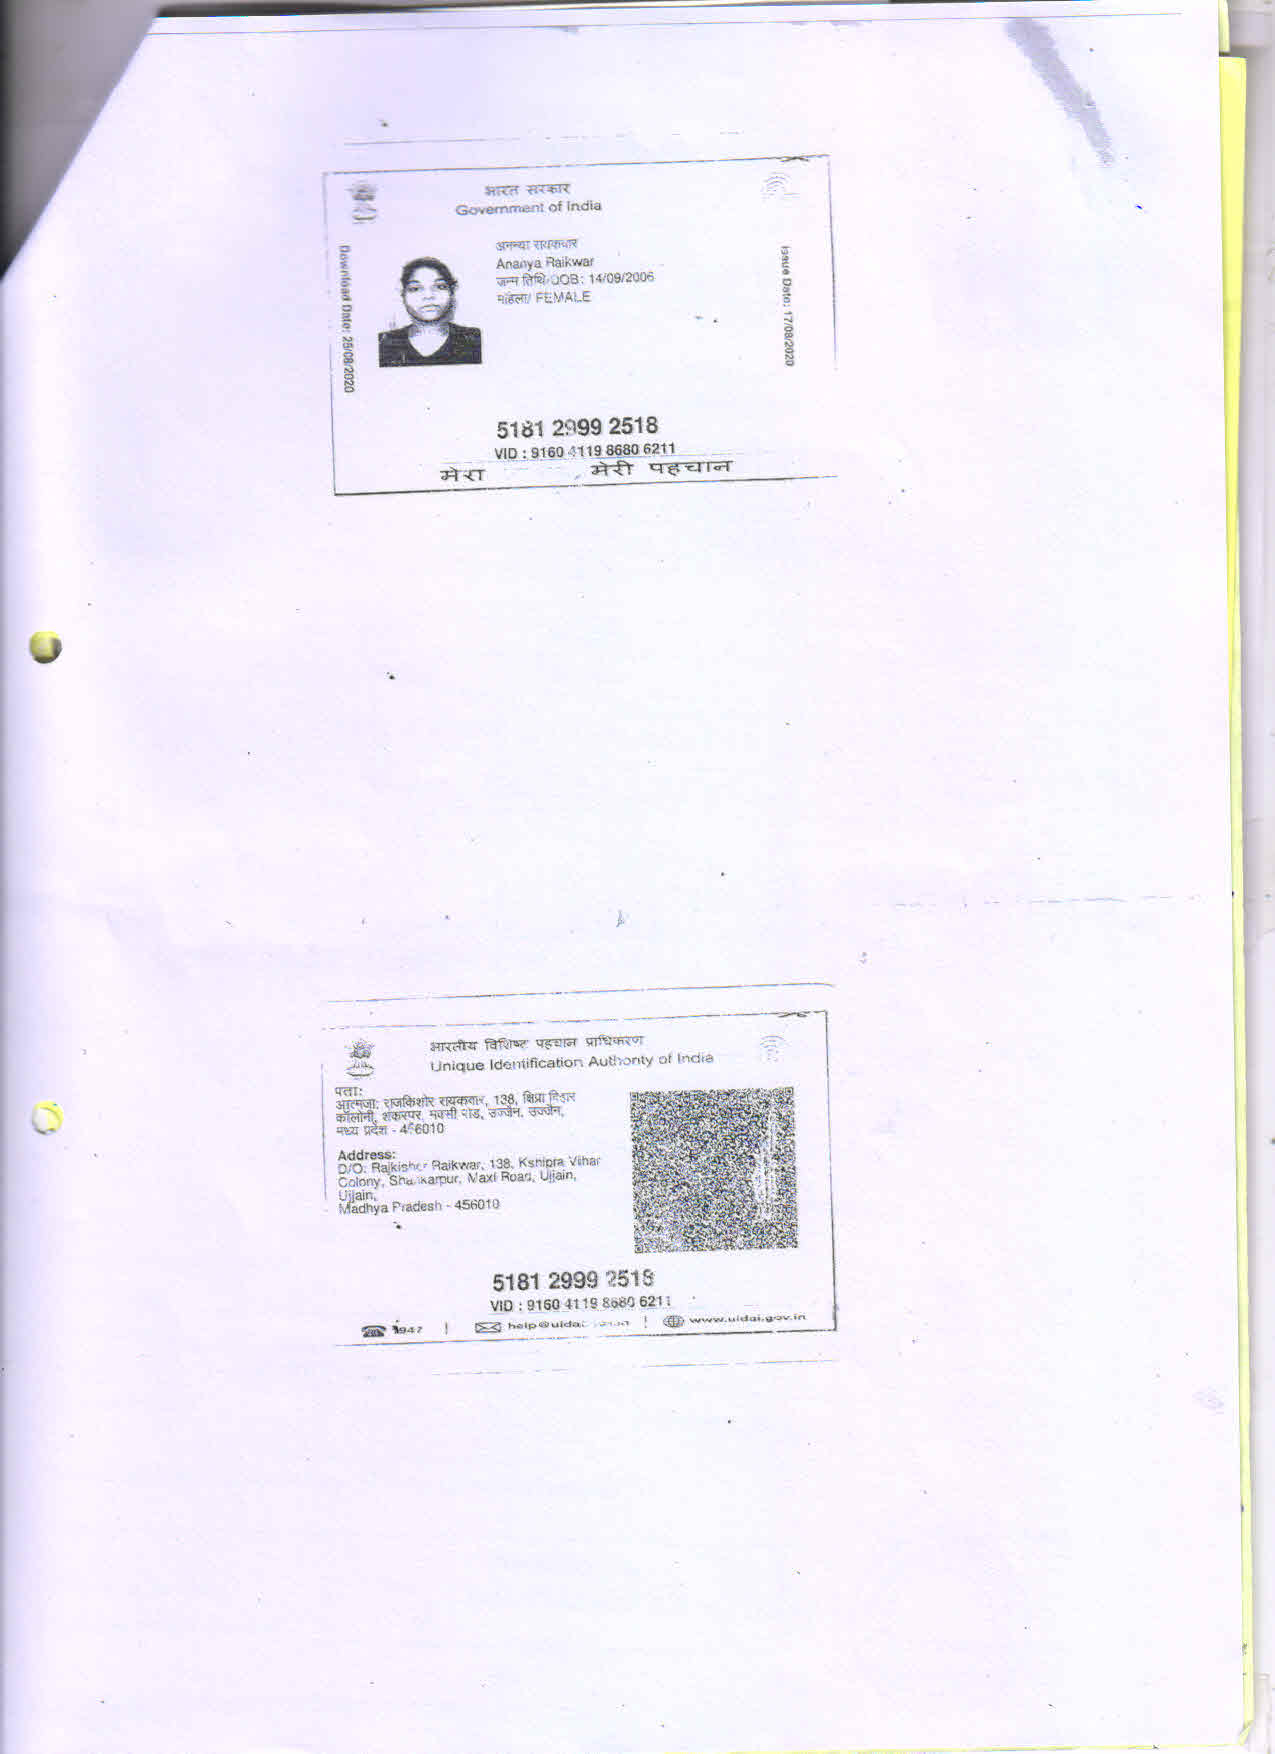 भारत सरकार
Government of India
अनन्या रायकवार
Ananya Raikwar
जन्म तिथि/DOB: 14/09/2006
महिला/ FEMALE
Download Date: 25/08/2020
Issue Date: 17/08/2020
5181 2999 2518
VID : 9160 4119 8680 6211
मेरा
मेरी पहचान
भारतीय विशिष्ट पहचान प्राधिकरण
Unique Identification Authority of India
पता:
आत्मजा: राजकिशोर रायकवार, 138, क्षिप्रा विहार
कॉलोनी, शंकरपुर, मक्सी रोड, उज्जैन, उज्जैन,
मध्य प्रदेश - 456010
Address:
D/O: Rajkishor Raikwar, 138, Kshipra Vihar
Colony, Shankarpur, Maxi Road, Ujjain,
Ujjain,
Madhya Pradesh - 456010
5181 2999 2518
VID : 9160 4119 8680 6211
1947 | | www.uidai.gov.in